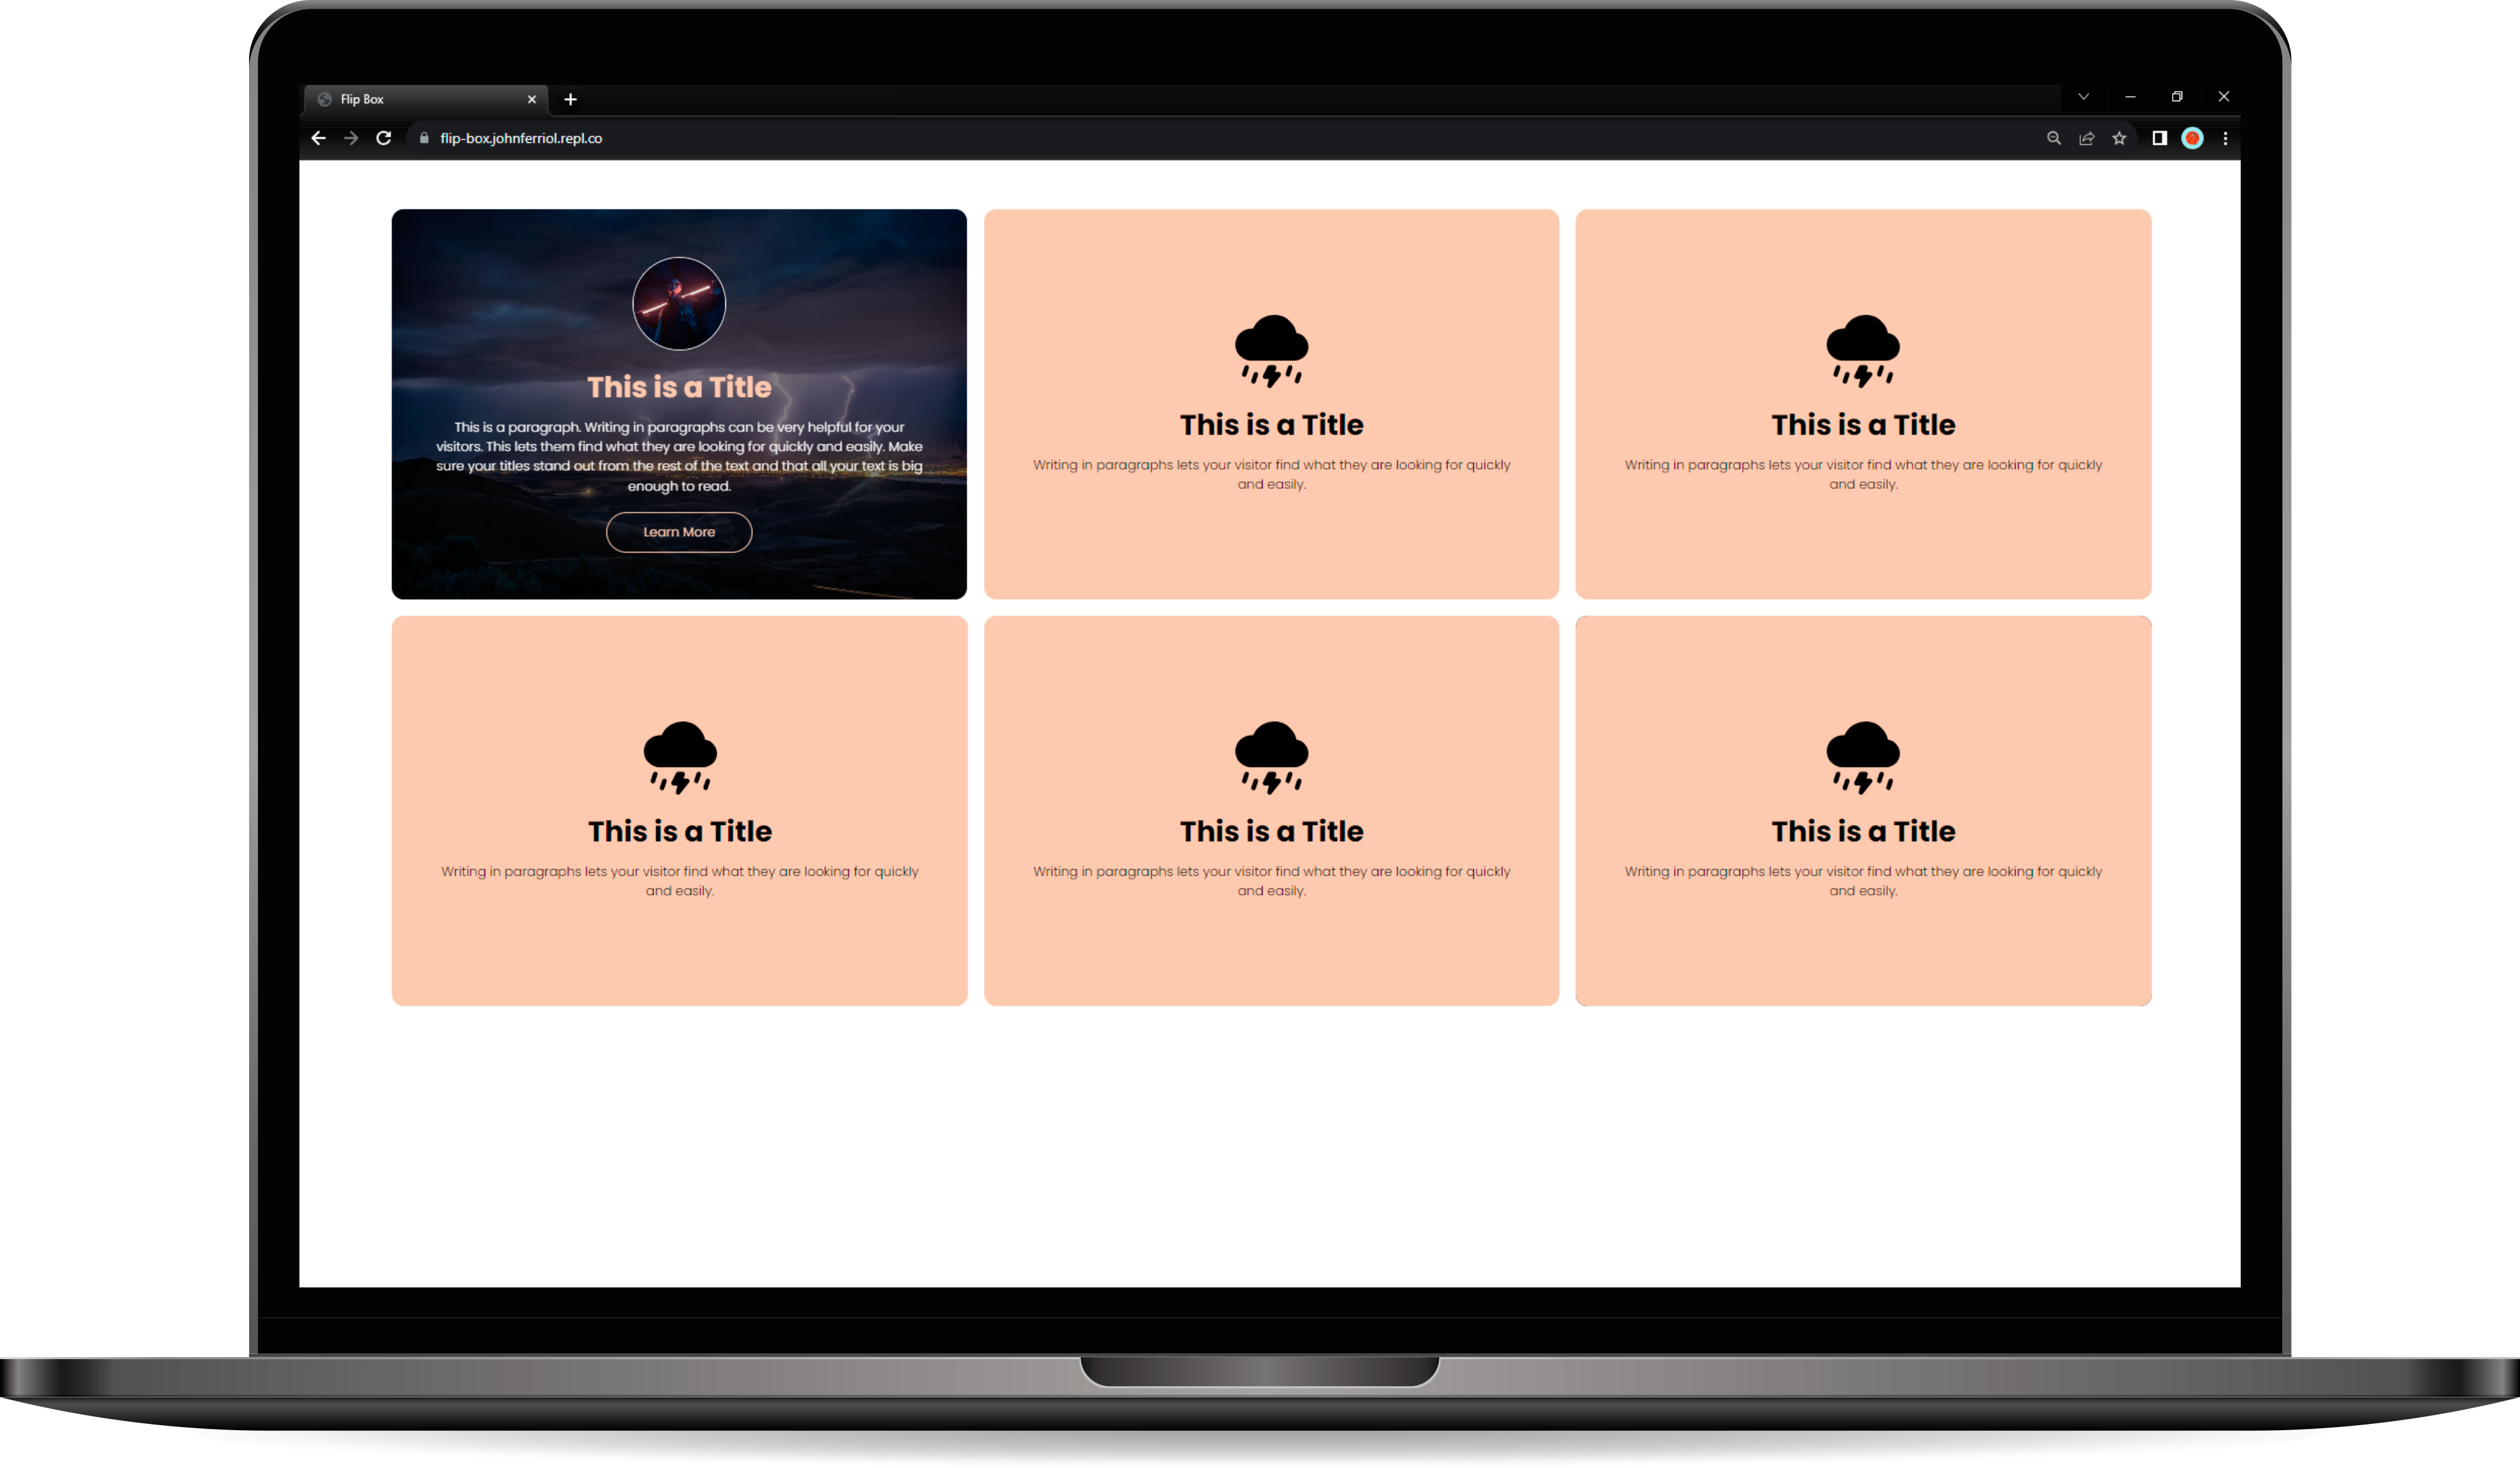 Flip Box
flip-box.johnferriol.repl.co
This is a Title
This is a paragraph. Writing in paragraphs can be very helpful for your
visitors. This lets them find what they are looking for quickly and easily. Make
sure your titles stand out from the rest of the text and that all your text is big
enough to read.
Learn More
This is a Title
Writing in paragraphs lets your visitor find what they are looking for quickly
and easily.
This is a Title
Writing in paragraphs lets your visitor find what they are looking for quickly
and easily.
This is a Title
Writing in paragraphs lets your visitor find what they are looking for quickly
and easily.
This is a Title
Writing in paragraphs lets your visitor find what they are looking for quickly
and easily.
This is a Title
Writing in paragraphs lets your visitor find what they are looking for quickly
and easily.